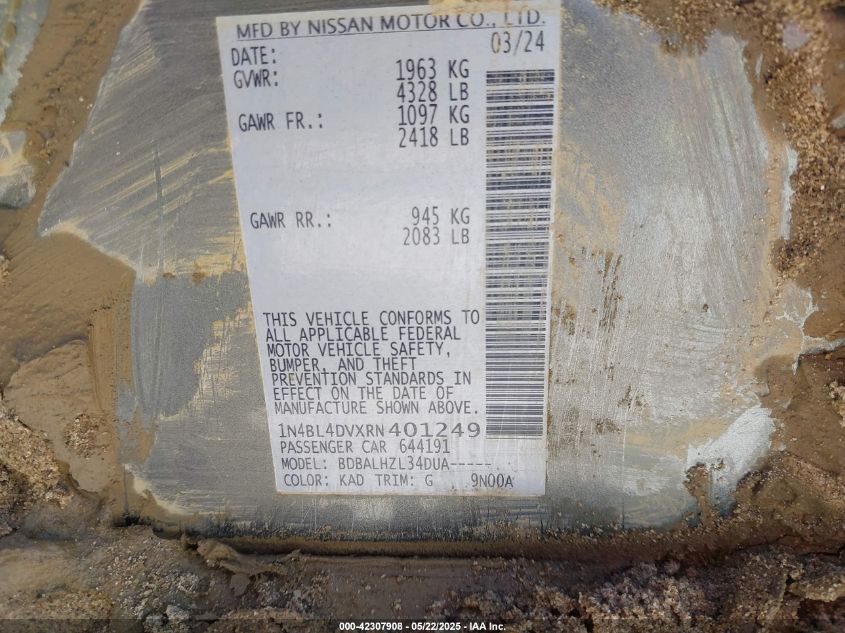 MFD BY NISSAN MOTOR CO., LTD.
DATE: 03/24
GVWR: 1963 KG
4328 LB
GAWR FR.: 1097 KG
2418 LB
GAWR RR.: 945 KG
2083 LB
THIS VEHICLE CONFORMS TO
ALL APPLICABLE FEDERAL
MOTOR VEHICLE SAFETY,
BUMPER, AND THEFT
PREVENTION STANDARDS IN
EFFECT ON THE DATE OF
MANUFACTURE SHOWN ABOVE.
1N4BL4DVXRN401249
PASSENGER CAR 644191
MODEL: BDBALHZL34DUA-----
COLOR: KAD TRIM: G 9N00A
000-42307908 - 05/22/2025 - IAA Inc.